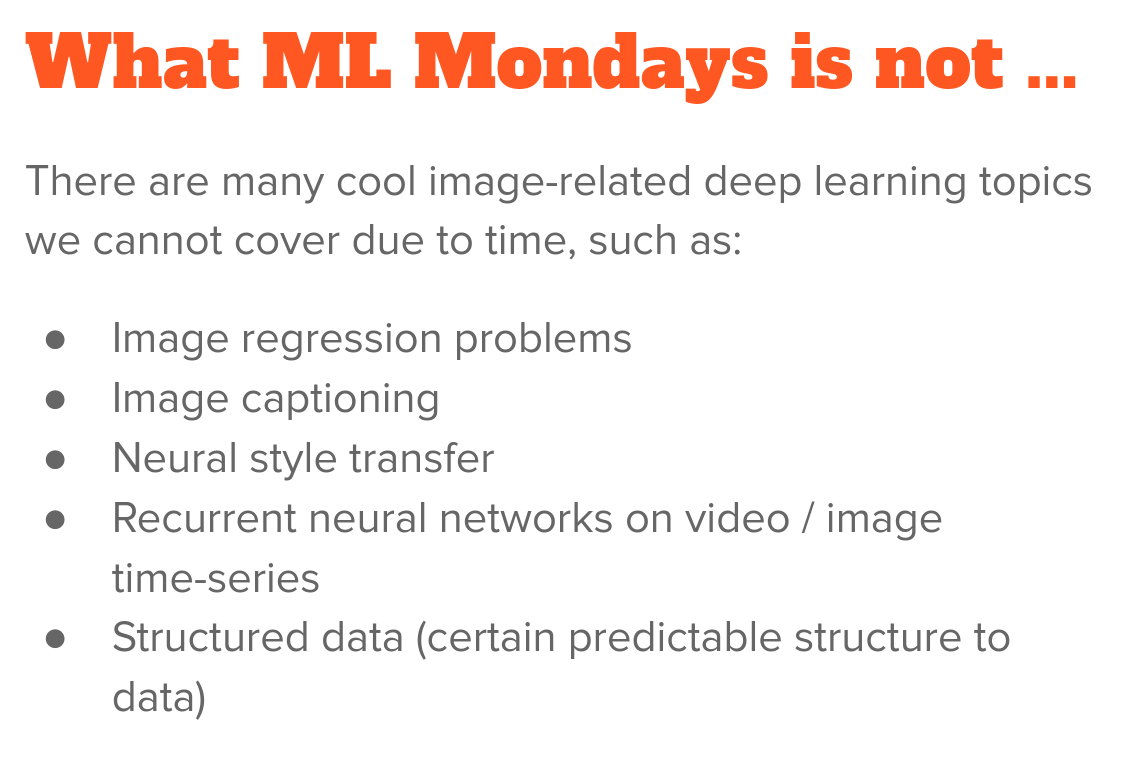 What ML Mondays is not ...
There are many cool image-related deep learning topics
we cannot cover due to time, such as:
● Image regression problems
● Image captioning
● Neural style transfer
● Recurrent neural networks on video / image
time-series
● Structured data (certain predictable structure to
data)